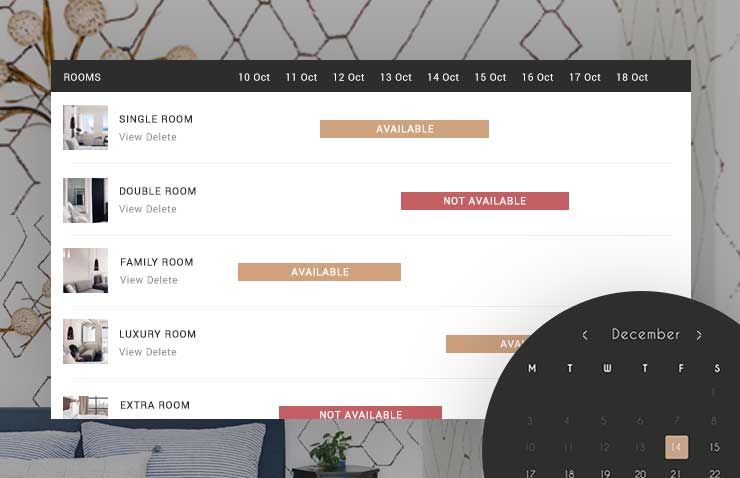 ROOMS 10 Oct 11 Oct 12 Oct 13 Oct 14 Oct 15 Oct 16 Oct 17 Oct 18 Oct
SINGLE ROOM
View Delete
AVAILABLE
DOUBLE ROOM
View Delete
NOT AVAILABLE
FAMILY ROOM
View Delete
AVAILABLE
LUXURY ROOM
View Delete
AVA
EXTRA ROOM
NOT AVAILABLE
< December >
M T W T F S
1
3 4 5 6 7 8
10 11 12 13 14 15
17 18 19 20 21 22